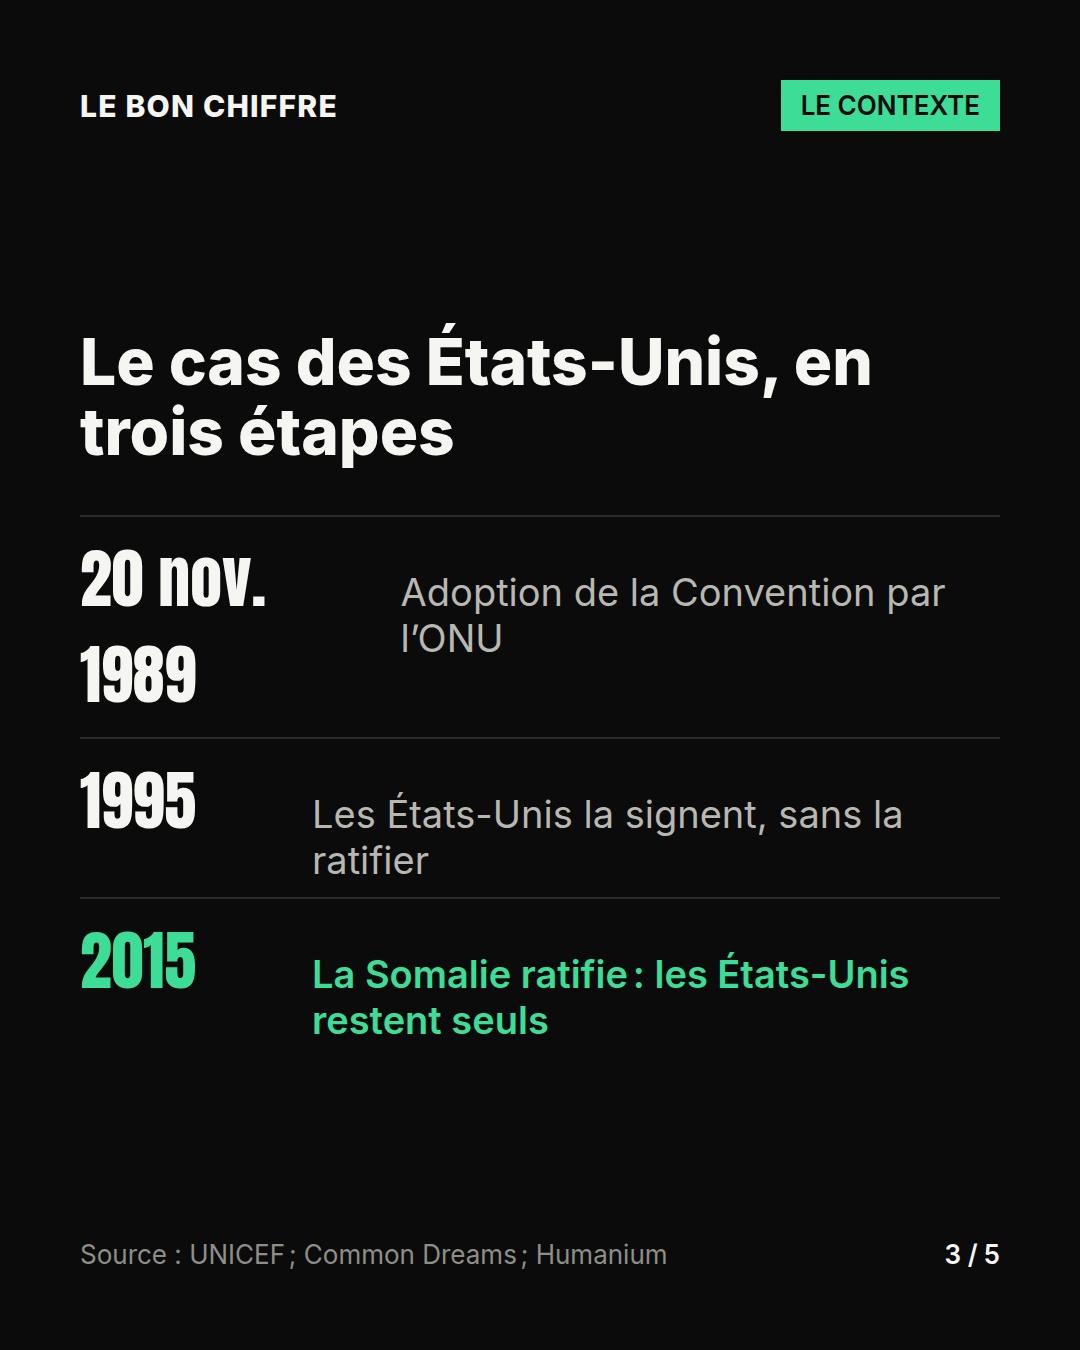 LE BON CHIFFRE
LE CONTEXTE
Le cas des États-Unis, en
trois étapes
20 nov.
1989
Adoption de la Convention par
l’ONU
1995
Les États-Unis la signent, sans la
ratifier
2015
La Somalie ratifie : les États-Unis
restent seuls
Source : UNICEF ; Common Dreams ; Humanium
3 / 5